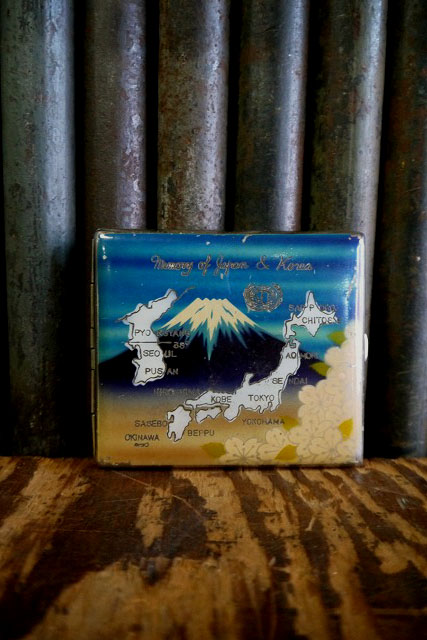 Memory of Japan & Korea
CHITOSE
PYONGYANG
38
SEOUL
AOMORI
PUSAN
SENDAI
KOBE
TOKYO
SASEBO
YOKOHAMA
BEPPU
OKINAWA